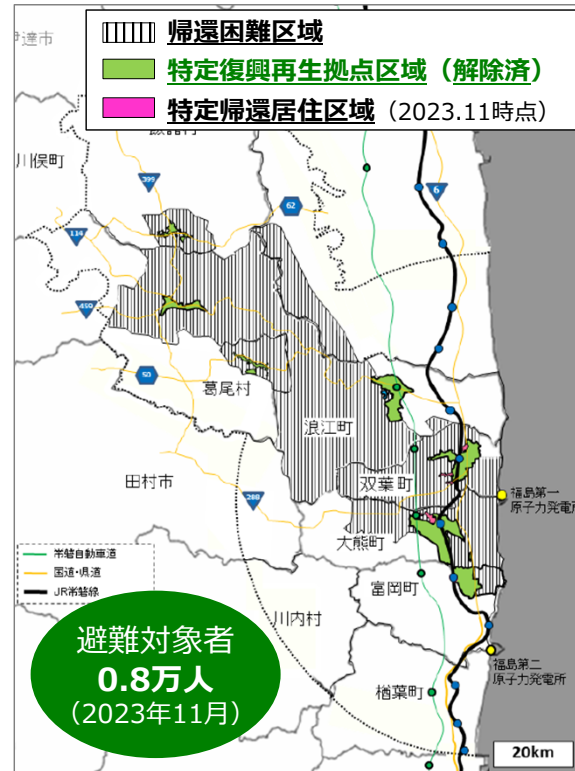 伊達市
帰還困難区域
特定復興再生拠点区域(解除済)
特定帰還居住区域(2023.11時点)
飯舘村
川俣町
399
62
6
114
459
50
葛尾村
浪江町
田村市
双葉町
288
福島第一
原子力発電所
大熊町
常磐自動車道
国道・県道
JR常磐線
富岡町
川内村
避難対象者
0.8万人
(2023年11月)
福島第二
原子力発電所
楢葉町
20km